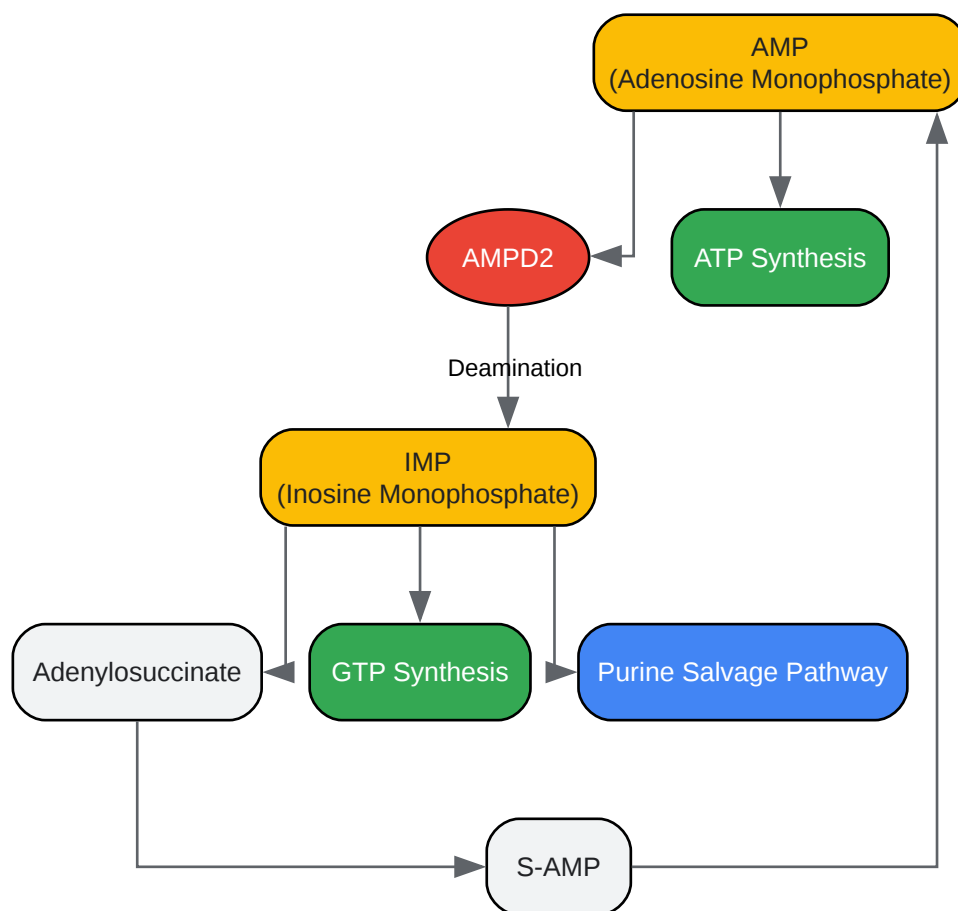 AMP
(Adenosine Monophosphate)
AMPD2
ATP Synthesis
Deamination
IMP
(Inosine Monophosphate)
Adenylosuccinate
GTP Synthesis
Purine Salvage Pathway
S-AMP